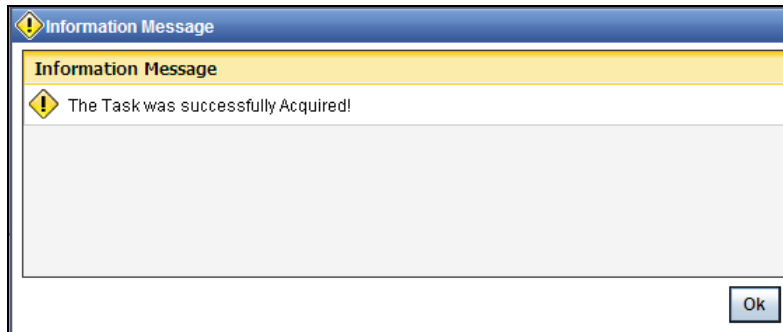 Information Message
Information Message
The Task was successfully Acquired!
Ok